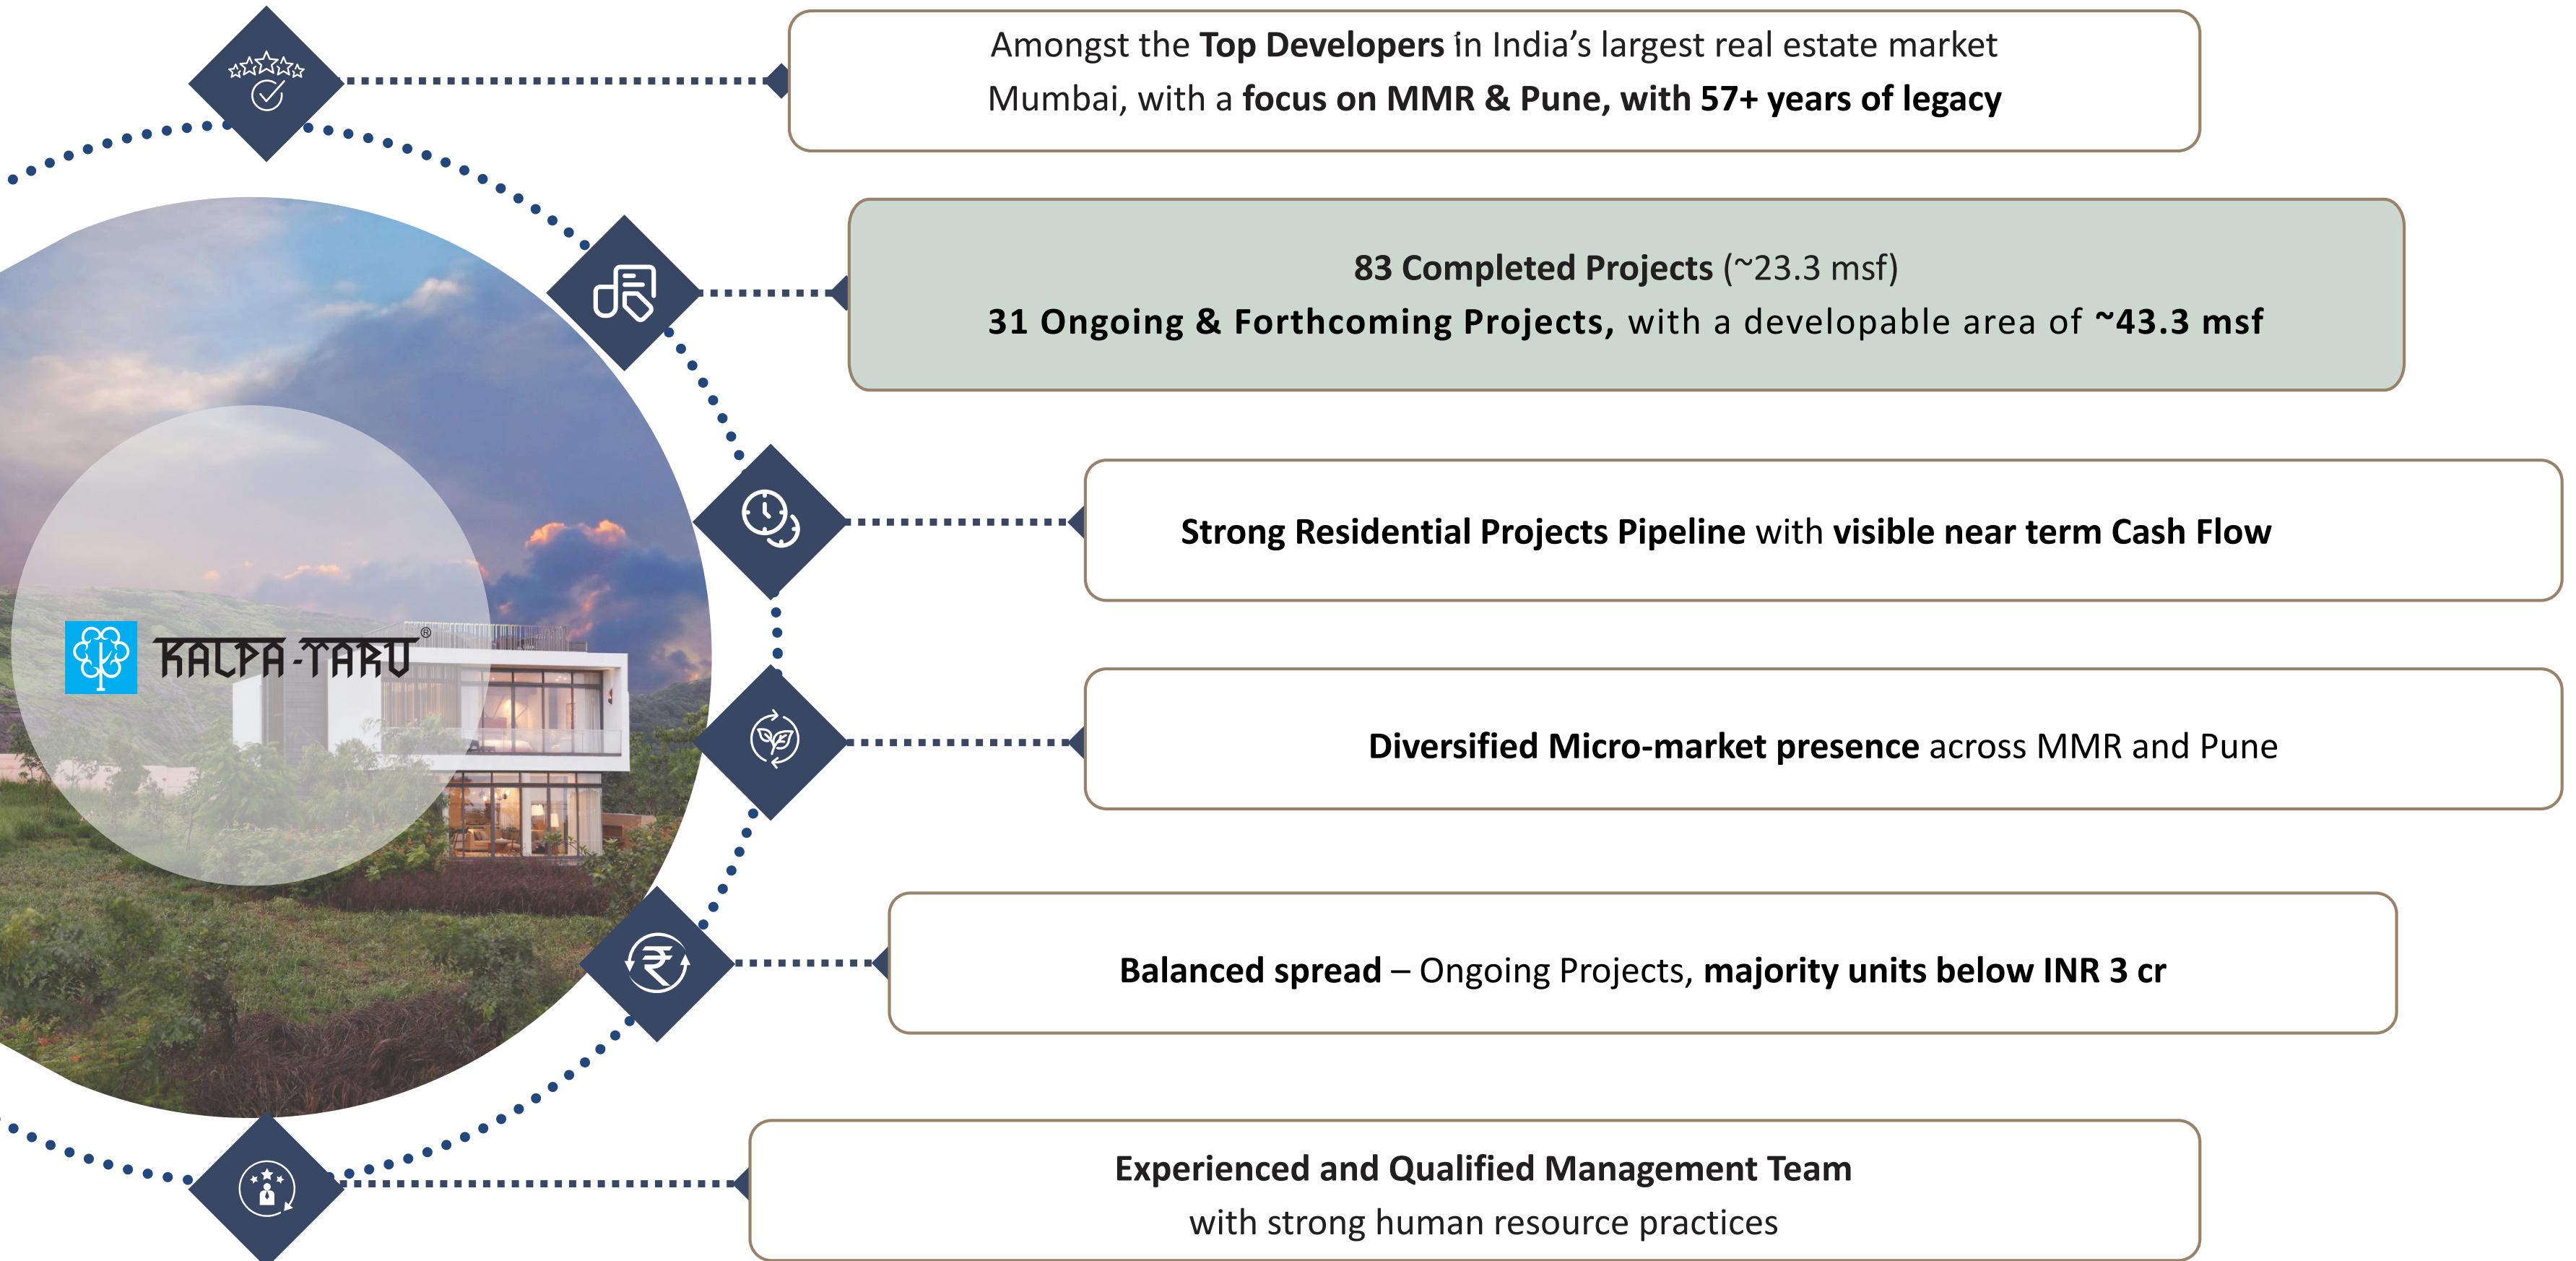 Amongst the Top Developers in India's largest real estate market
Mumbai, with a focus on MMR & Pune, with 57+ years of legacy
83 Completed Projects (~23.3 msf)
31 Ongoing & Forthcoming Projects, with a developable area of ~43.3 msf
Strong Residential Projects Pipeline with visible near term Cash Flow
KALPA-TARU®
Diversified Micro-market presence across MMR and Pune
Balanced spread – Ongoing Projects, majority units below INR 3 cr
Experienced and Qualified Management Team
with strong human resource practices